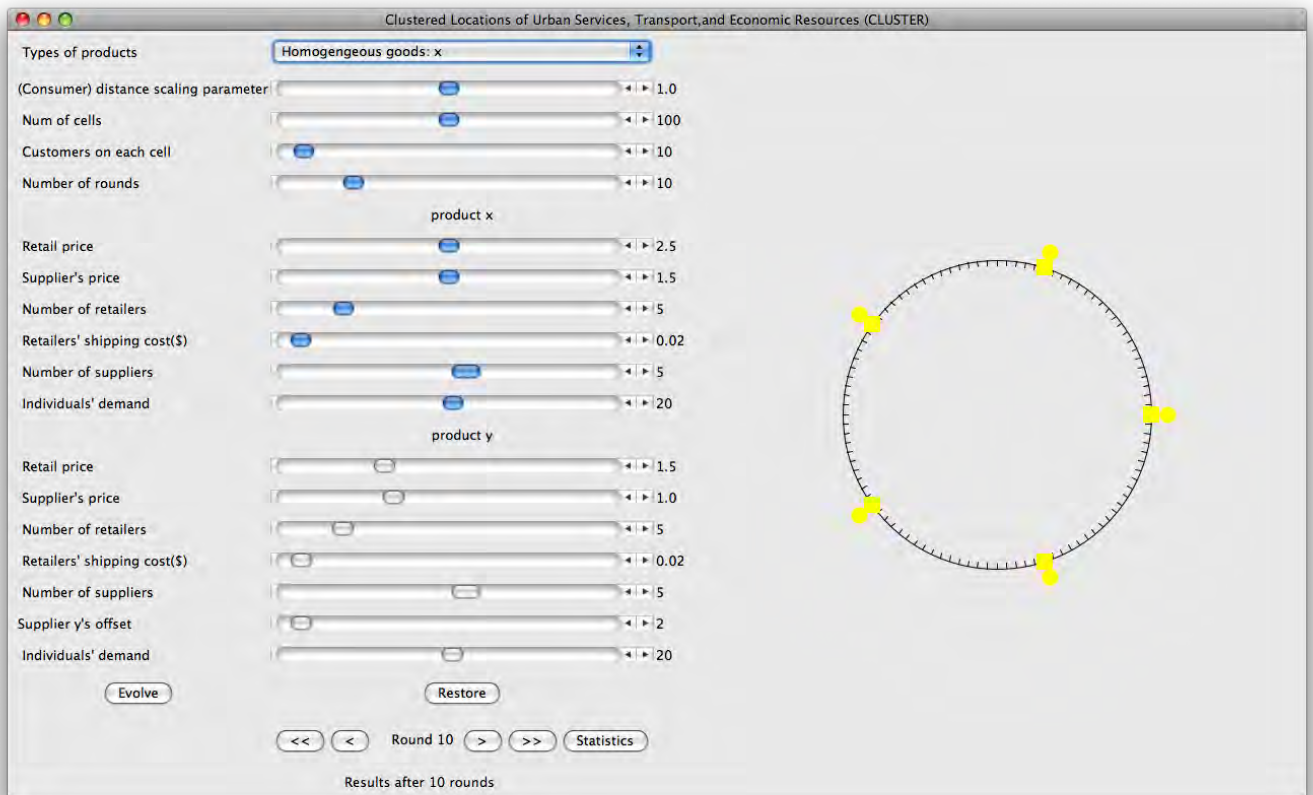 Clustered Locations of Urban Services, Transport,and Economic Resources (CLUSTER)
Types of products Homogengeous goods: x
(Consumer) distance scaling parameter 1.0
Num of cells 100
Customers on each cell 10
Number of rounds 10
product x
Retail price 2.5
Supplier's price 1.5
Number of retailers 5
Retailers' shipping cost($) 0.02
Number of suppliers 5
Individuals' demand 20
product y
Retail price 1.5
Supplier's price 1.0
Number of retailers 5
Retailers' shipping cost($) 0.02
Number of suppliers 5
Supplier y's offset 2
Individuals' demand 20
Evolve Restore
<< < Round 10 > >> Statistics
Results after 10 rounds